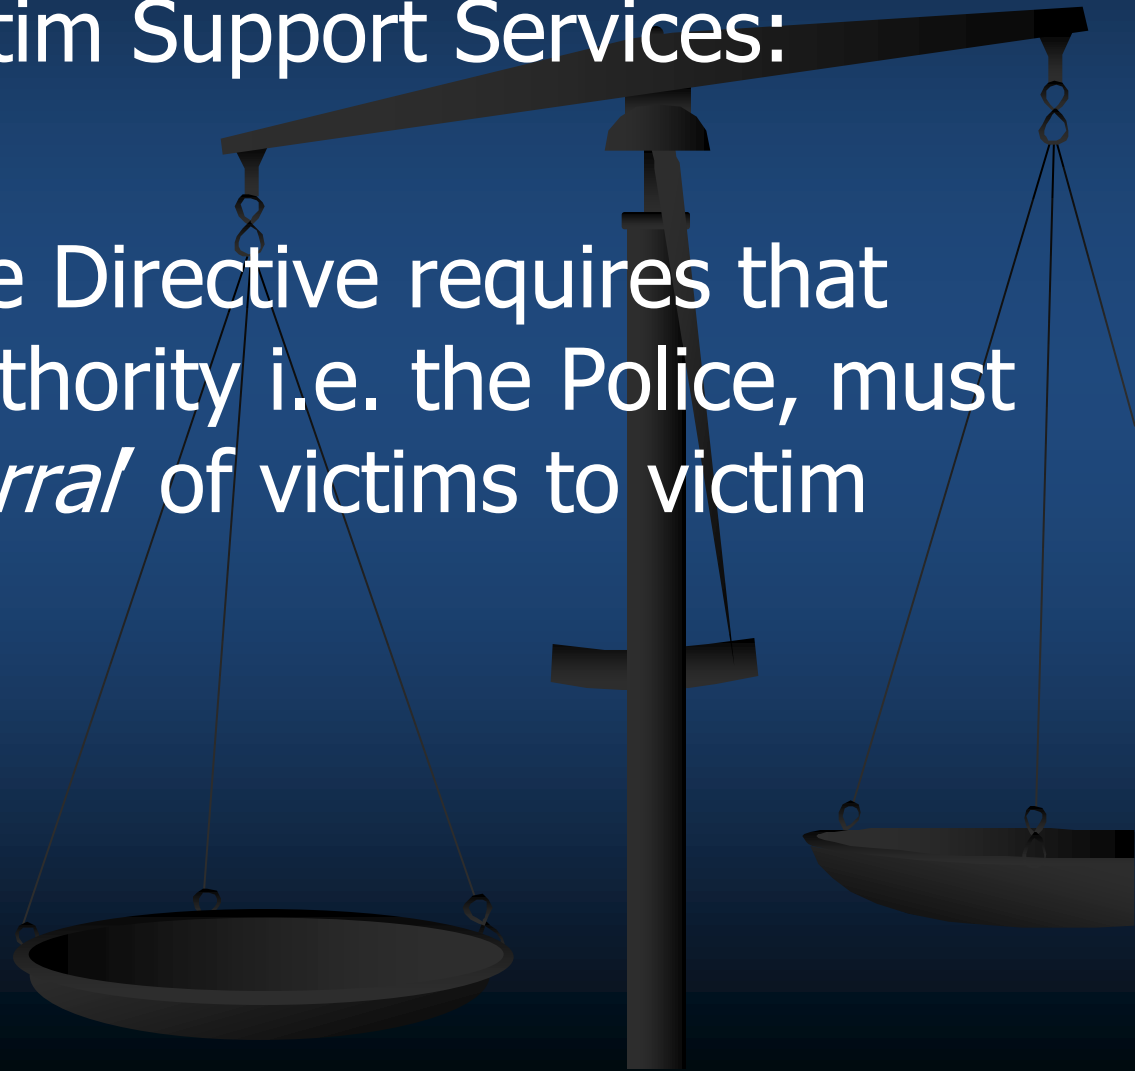 tim Support Services:
e Directive requires that
thority i.e. the Police, must
rral’ of victims to victim